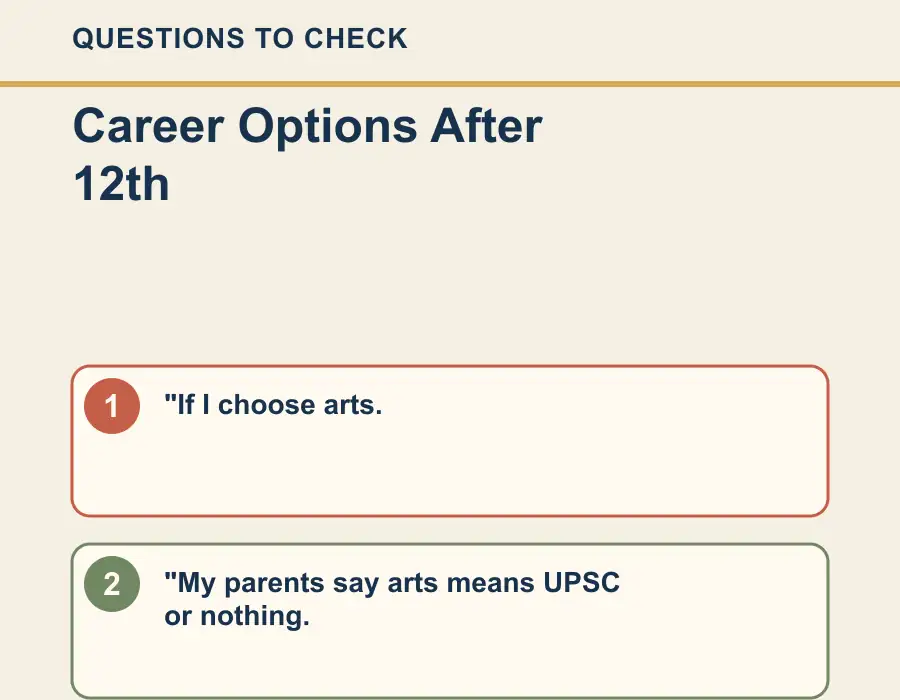 QUESTIONS TO CHECK
Career Options After
12th
1
"If I choose arts.
2
"My parents say arts means UPSC
or nothing.